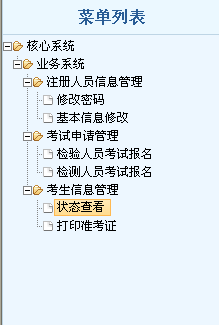 菜单列表
核心系统
业务系统
注册人员信息管理
修改密码
基本信息修改
考试申请管理
检验人员考试报名
检测人员考试报名
考生信息管理
状态查看
打印准考证